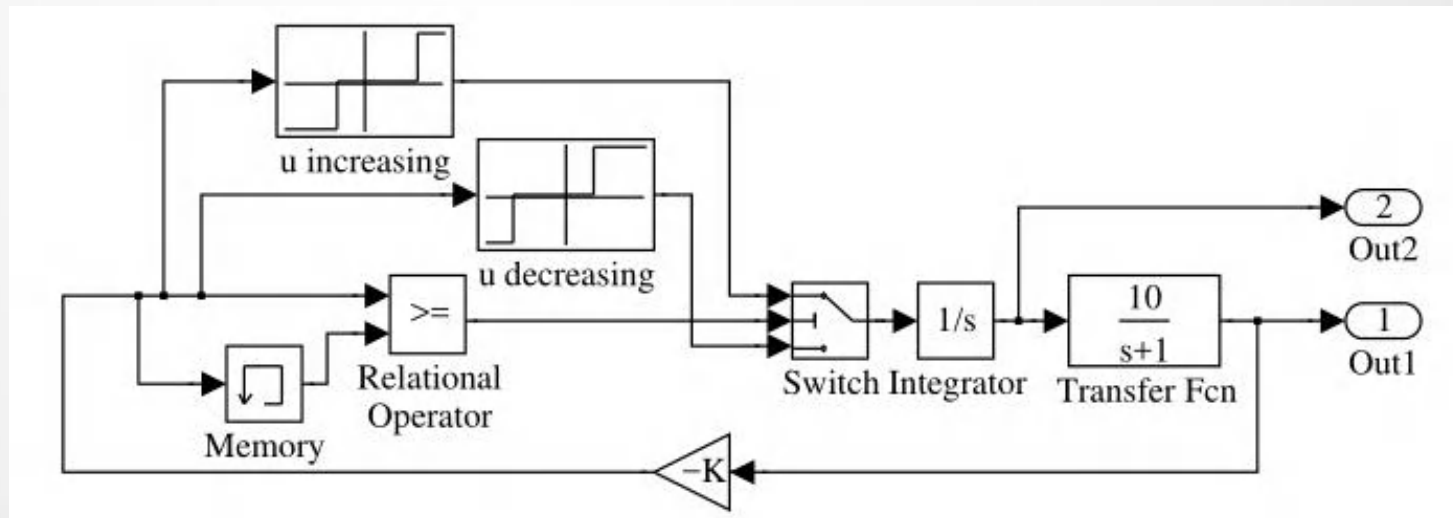 u increasing
u decreasing
>=
Relational
Operator
Memory
Switch
1/s
Integrator
10
s+1
Transfer Fcn
2
Out2
1
Out1
−K